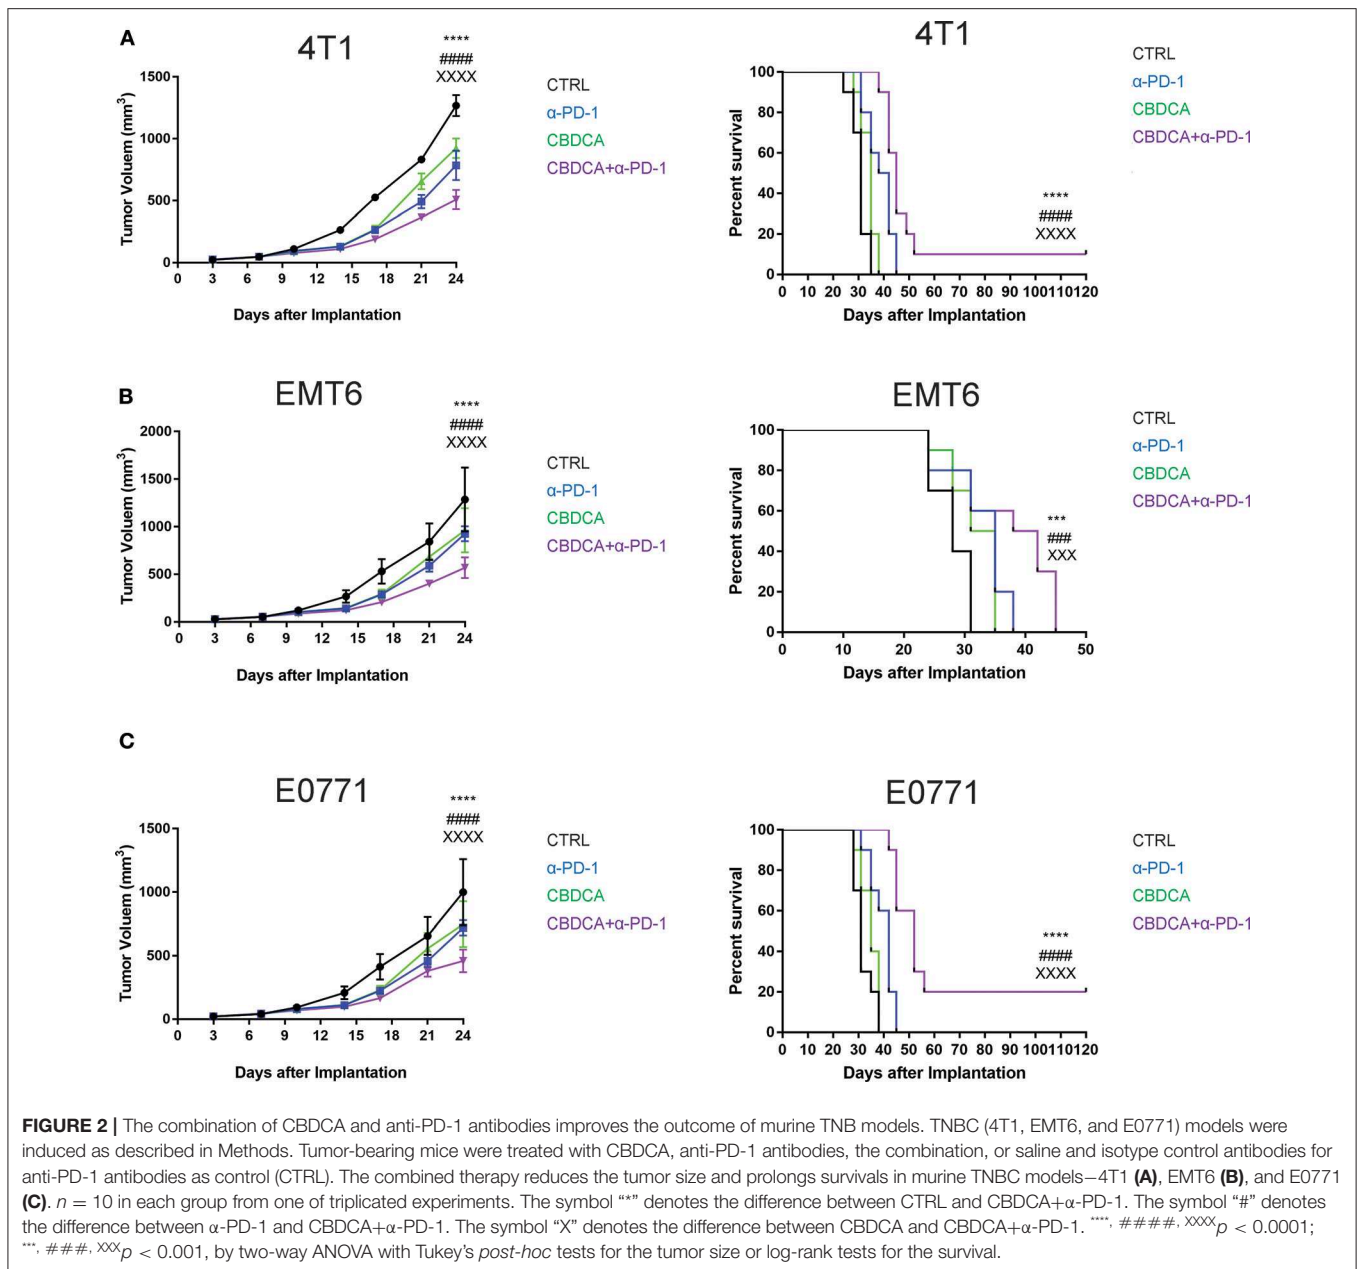 A
4T1
****
####
XXXX
Tumor Voluem (mm³)
1500
1000
500
0
0 3 6 9 12 15 18 21 24
Days after Implantation
CTRL
α-PD-1
CBDCA
CBDCA+α-PD-1
4T1
Percent survival
100
80
60
40
20
0
0 10 20 30 40 50 60 70 80 90 100110120
Days after Implantation
****
####
XXXX
CTRL
α-PD-1
CBDCA
CBDCA+α-PD-1
B
EMT6
****
####
XXXX
Tumor Voluem (mm³)
2000
1500
1000
500
0
0 3 6 9 12 15 18 21 24
Days after Implantation
CTRL
α-PD-1
CBDCA
CBDCA+α-PD-1
EMT6
Percent survival
100
80
60
40
20
0
0 10 20 30 40 50
Days after Implantation
***
###
XXX
CTRL
α-PD-1
CBDCA
CBDCA+α-PD-1
C
E0771
****
####
XXXX
Tumor Voluem (mm³)
1500
1000
500
0
0 3 6 9 12 15 18 21 24
Days after Implantation
CTRL
α-PD-1
CBDCA
CBDCA+α-PD-1
E0771
Percent survival
100
80
60
40
20
0
0 10 20 30 40 50 60 70 80 90 100110120
Days after Implantation
****
####
XXXX
CTRL
α-PD-1
CBDCA
CBDCA+α-PD-1
FIGURE 2 | The combination of CBDCA and anti-PD-1 antibodies improves the outcome of murine TNB models. TNBC (4T1, EMT6, and E0771) models were
induced as described in Methods. Tumor-bearing mice were treated with CBDCA, anti-PD-1 antibodies, the combination, or saline and isotype control antibodies for
anti-PD-1 antibodies as control (CTRL). The combined therapy reduces the tumor size and prolongs survivals in murine TNBC models–4T1 (A), EMT6 (B), and E0771
(C). n = 10 in each group from one of triplicated experiments. The symbol “*” denotes the difference between CTRL and CBDCA+α-PD-1. The symbol “#” denotes
the difference between α-PD-1 and CBDCA+α-PD-1. The symbol “X” denotes the difference between CBDCA and CBDCA+α-PD-1. ****, ####, XXXXp < 0.0001;
***, ###, XXXp < 0.001, by two-way ANOVA with Tukey's post-hoc tests for the tumor size or log-rank tests for the survival.